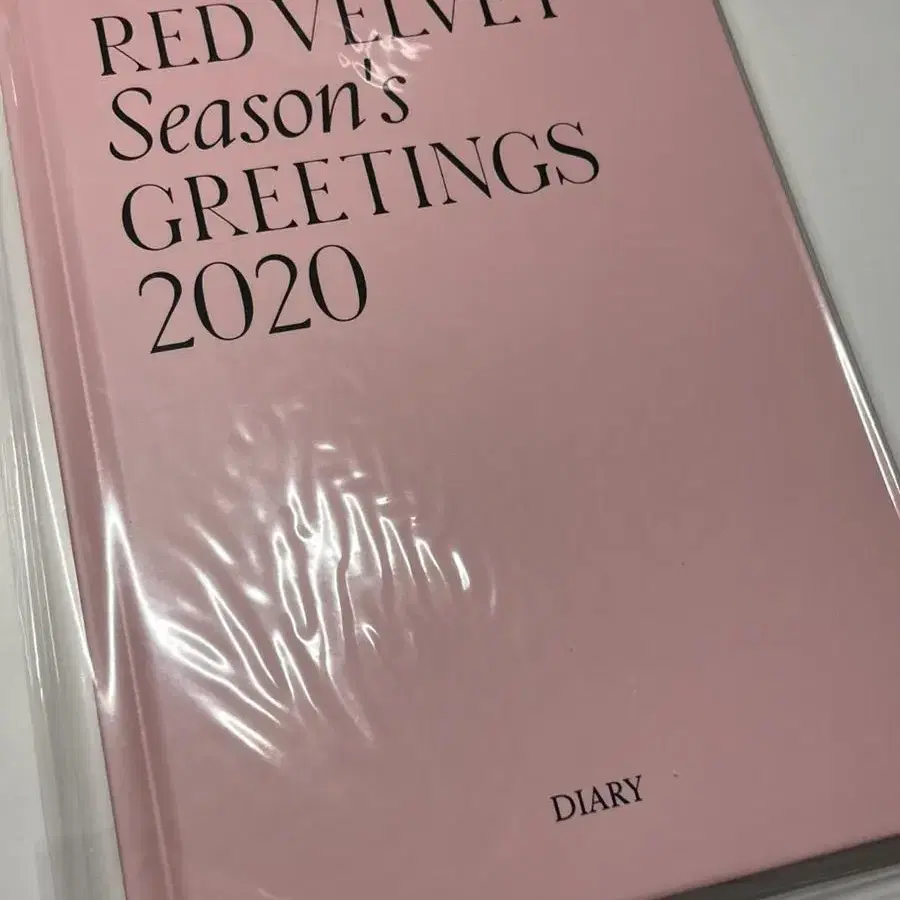 RED VELVET
Season's
GREETINGS
2020
DIARY